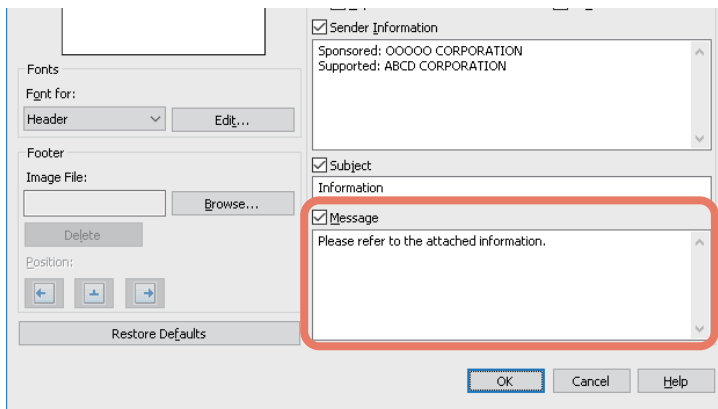 Sender Information
Sponsored: OOOOO CORPORATION
Supported: ABCD CORPORATION
Fonts
Font for:
Header
Edit...
Footer
Image File:
Browse...
Delete
Position:
Restore Defaults
Subject
Information
Message
Please refer to the attached information.
OK
Cancel
Help